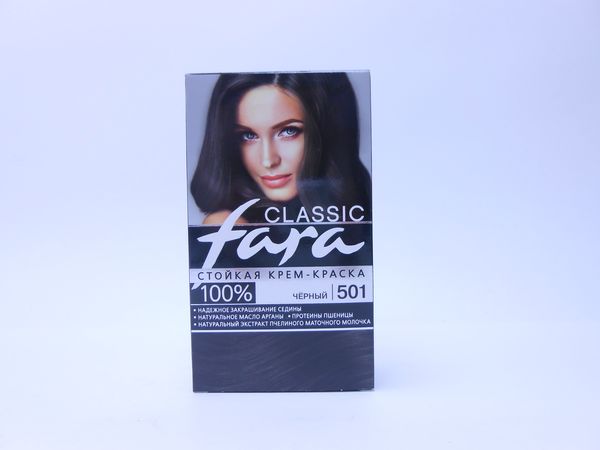 CLASSIC
fara
СТОЙКАЯ КРЕМ-КРАСКА
100% ЧЁРНЫЙ 501
• НАДЕЖНОЕ ЗАКРАШИВАНИЕ СЕДИНЫ
• НАТУРАЛЬНОЕ МАСЛО АРГАНЫ • ПРОТЕИНЫ ПШЕНИЦЫ
• НАТУРАЛЬНЫЙ ЭКСТРАКТ ПЧЕЛИНОГО МАТОЧНОГО МОЛОЧКА